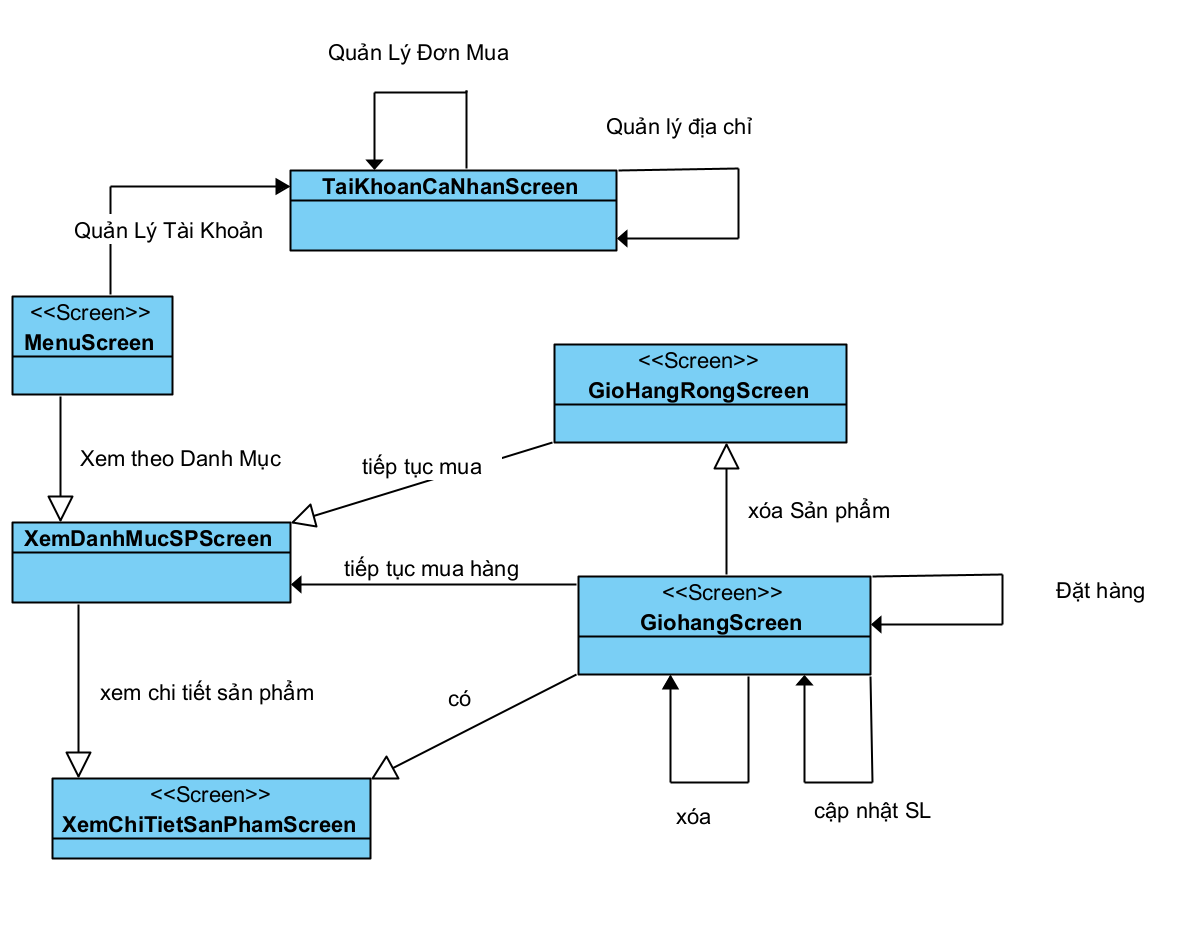 Quản Lý Đơn Mua
Quản lý địa chỉ
TaiKhoanCaNhanScreen
Quản Lý Tài Khoản
<<Screen>>
MenuScreen
<<Screen>>
GioHangRongScreen
Xem theo Danh Mục
tiếp tục mua
xóa Sản phẩm
XemDanhMucSPScreen
tiếp tục mua hàng
<<Screen>>
GiohangScreen
Đặt hàng
xem chi tiết sản phẩm
có
<<Screen>>
XemChiTietSanPhamScreen
xóa
cập nhật SL